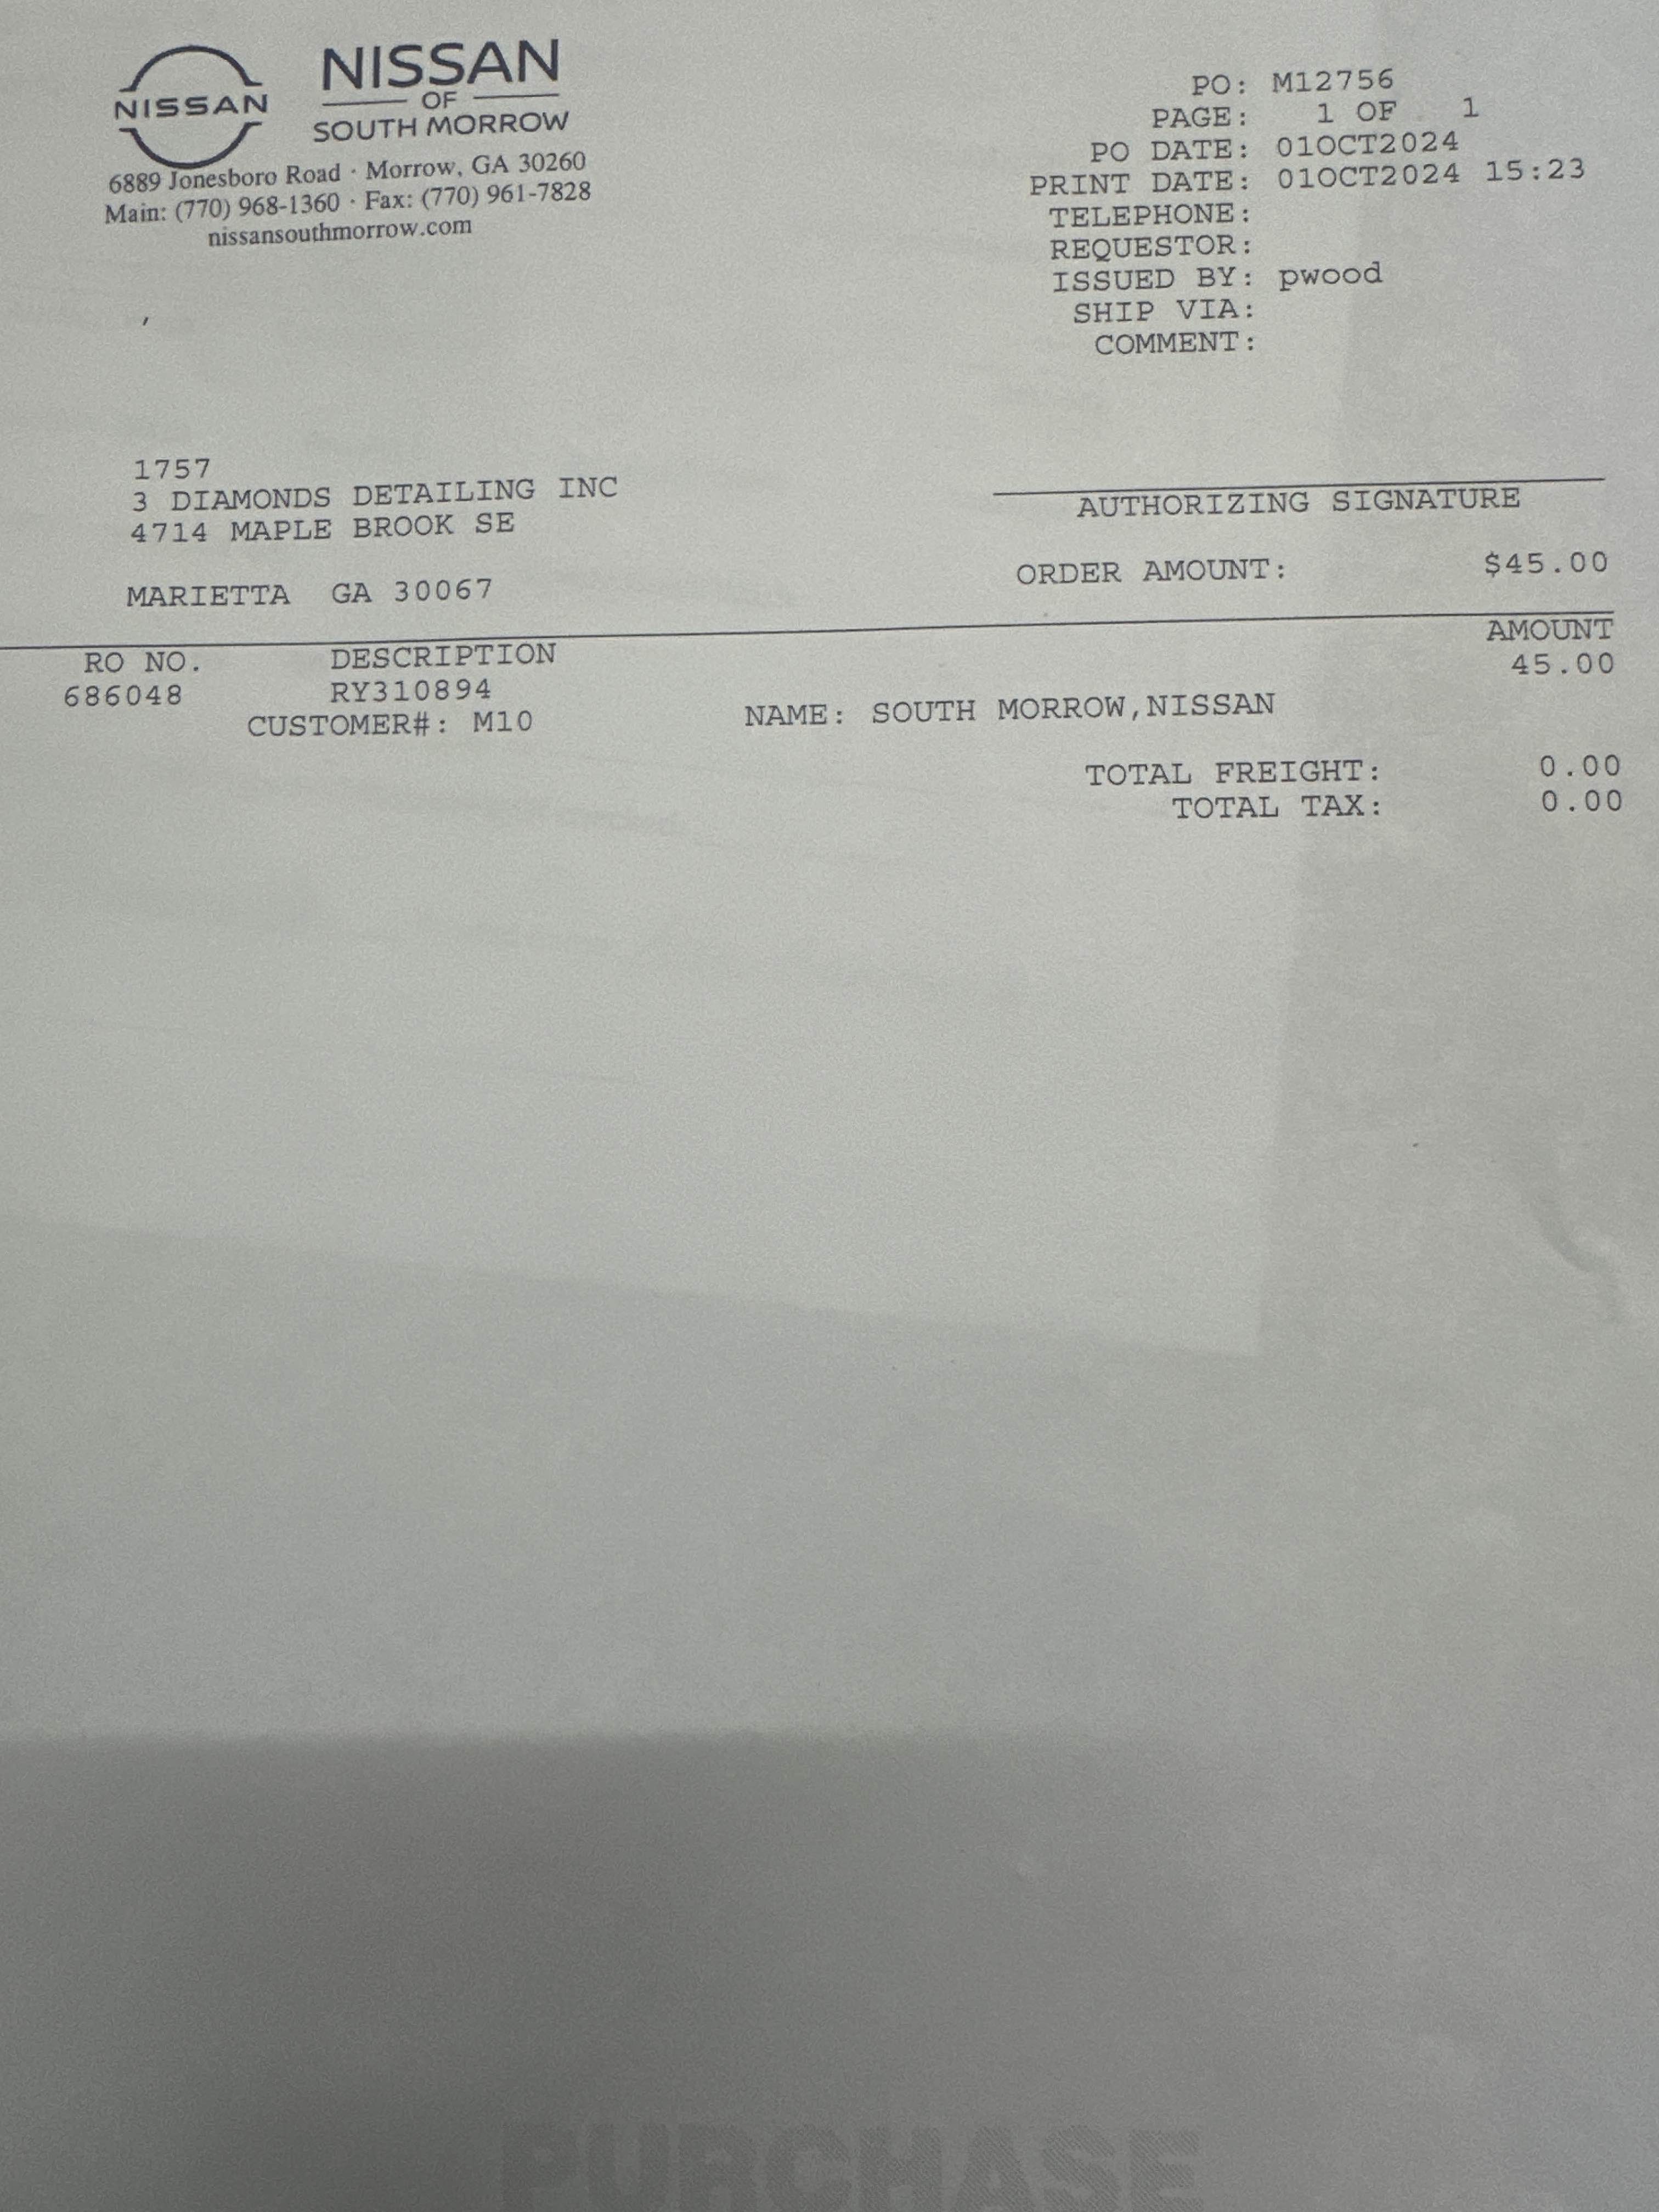 NISSAN
NISSAN
OF
SOUTH MORROW
6889 Jonesboro Road · Morrow, GA 30260
Main: (770) 968-1360 · Fax: (770) 961-7828
nissansouthmorrow.com
PO: M12756
PAGE: 1 OF 1
PO DATE: 01OCT2024
PRINT DATE: 01OCT2024 15:23
TELEPHONE:
REQUESTOR:
ISSUED BY: pwood
SHIP VIA:
COMMENT:
,
1757
3 DIAMONDS DETAILING INC
4714 MAPLE BROOK SE
MARIETTA GA 30067
AUTHORIZING SIGNATURE
ORDER AMOUNT: $45.00
RO NO. DESCRIPTION AMOUNT
686048 RY310894 45.00
CUSTOMER#: M10 NAME: SOUTH MORROW,NISSAN
TOTAL FREIGHT: 0.00
TOTAL TAX: 0.00
PURCHASE